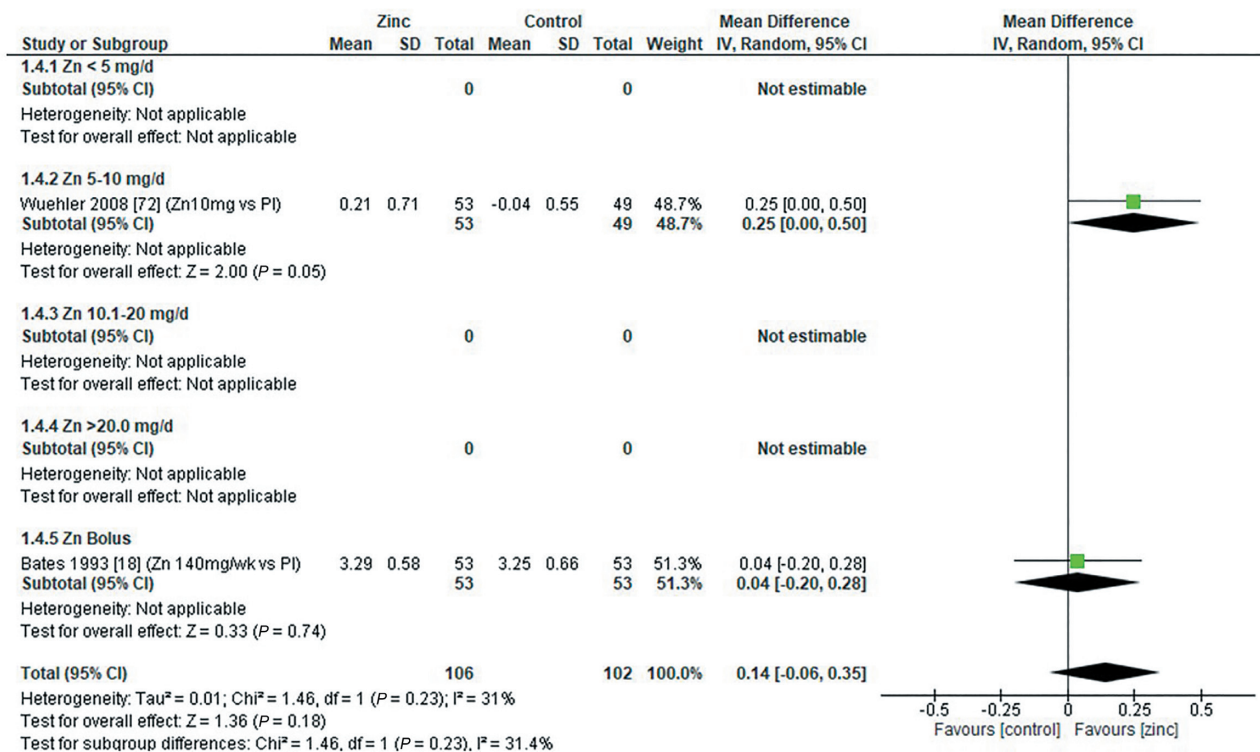 Zinc Control Mean Difference Mean Difference
Study or Subgroup Mean SD Total Mean SD Total Weight IV, Random, 95% CI IV, Random, 95% CI
1.4.1 Zn < 5 mg/d
Subtotal (95% CI) 0 0 Not estimable
Heterogeneity: Not applicable
Test for overall effect: Not applicable
1.4.2 Zn 5-10 mg/d
Wuehler 2008 [72] (Zn10mg vs Pl) 0.21 0.71 53 -0.04 0.55 49 48.7% 0.25 [0.00, 0.50]
Subtotal (95% CI) 53 49 48.7% 0.25 [0.00, 0.50]
Heterogeneity: Not applicable
Test for overall effect: Z = 2.00 (P = 0.05)
1.4.3 Zn 10.1-20 mg/d
Subtotal (95% CI) 0 0 Not estimable
Heterogeneity: Not applicable
Test for overall effect: Not applicable
1.4.4 Zn >20.0 mg/d
Subtotal (95% CI) 0 0 Not estimable
Heterogeneity: Not applicable
Test for overall effect: Not applicable
1.4.5 Zn Bolus
Bates 1993 [18] (Zn 140mg/wk vs Pl) 3.29 0.58 53 3.25 0.66 53 51.3% 0.04 [-0.20, 0.28]
Subtotal (95% CI) 53 53 51.3% 0.04 [-0.20, 0.28]
Heterogeneity: Not applicable
Test for overall effect: Z = 0.33 (P = 0.74)
Total (95% CI) 106 102 100.0% 0.14 [-0.06, 0.35]
Heterogeneity: Tau² = 0.01; Chi² = 1.46, df = 1 (P = 0.23); I² = 31%
Test for overall effect: Z = 1.36 (P = 0.18)
Test for subgroup differences: Chi² = 1.46, df = 1 (P = 0.23), I² = 31.4%
-0.5 -0.25 0 0.25 0.5
Favours [control] Favours [zinc]